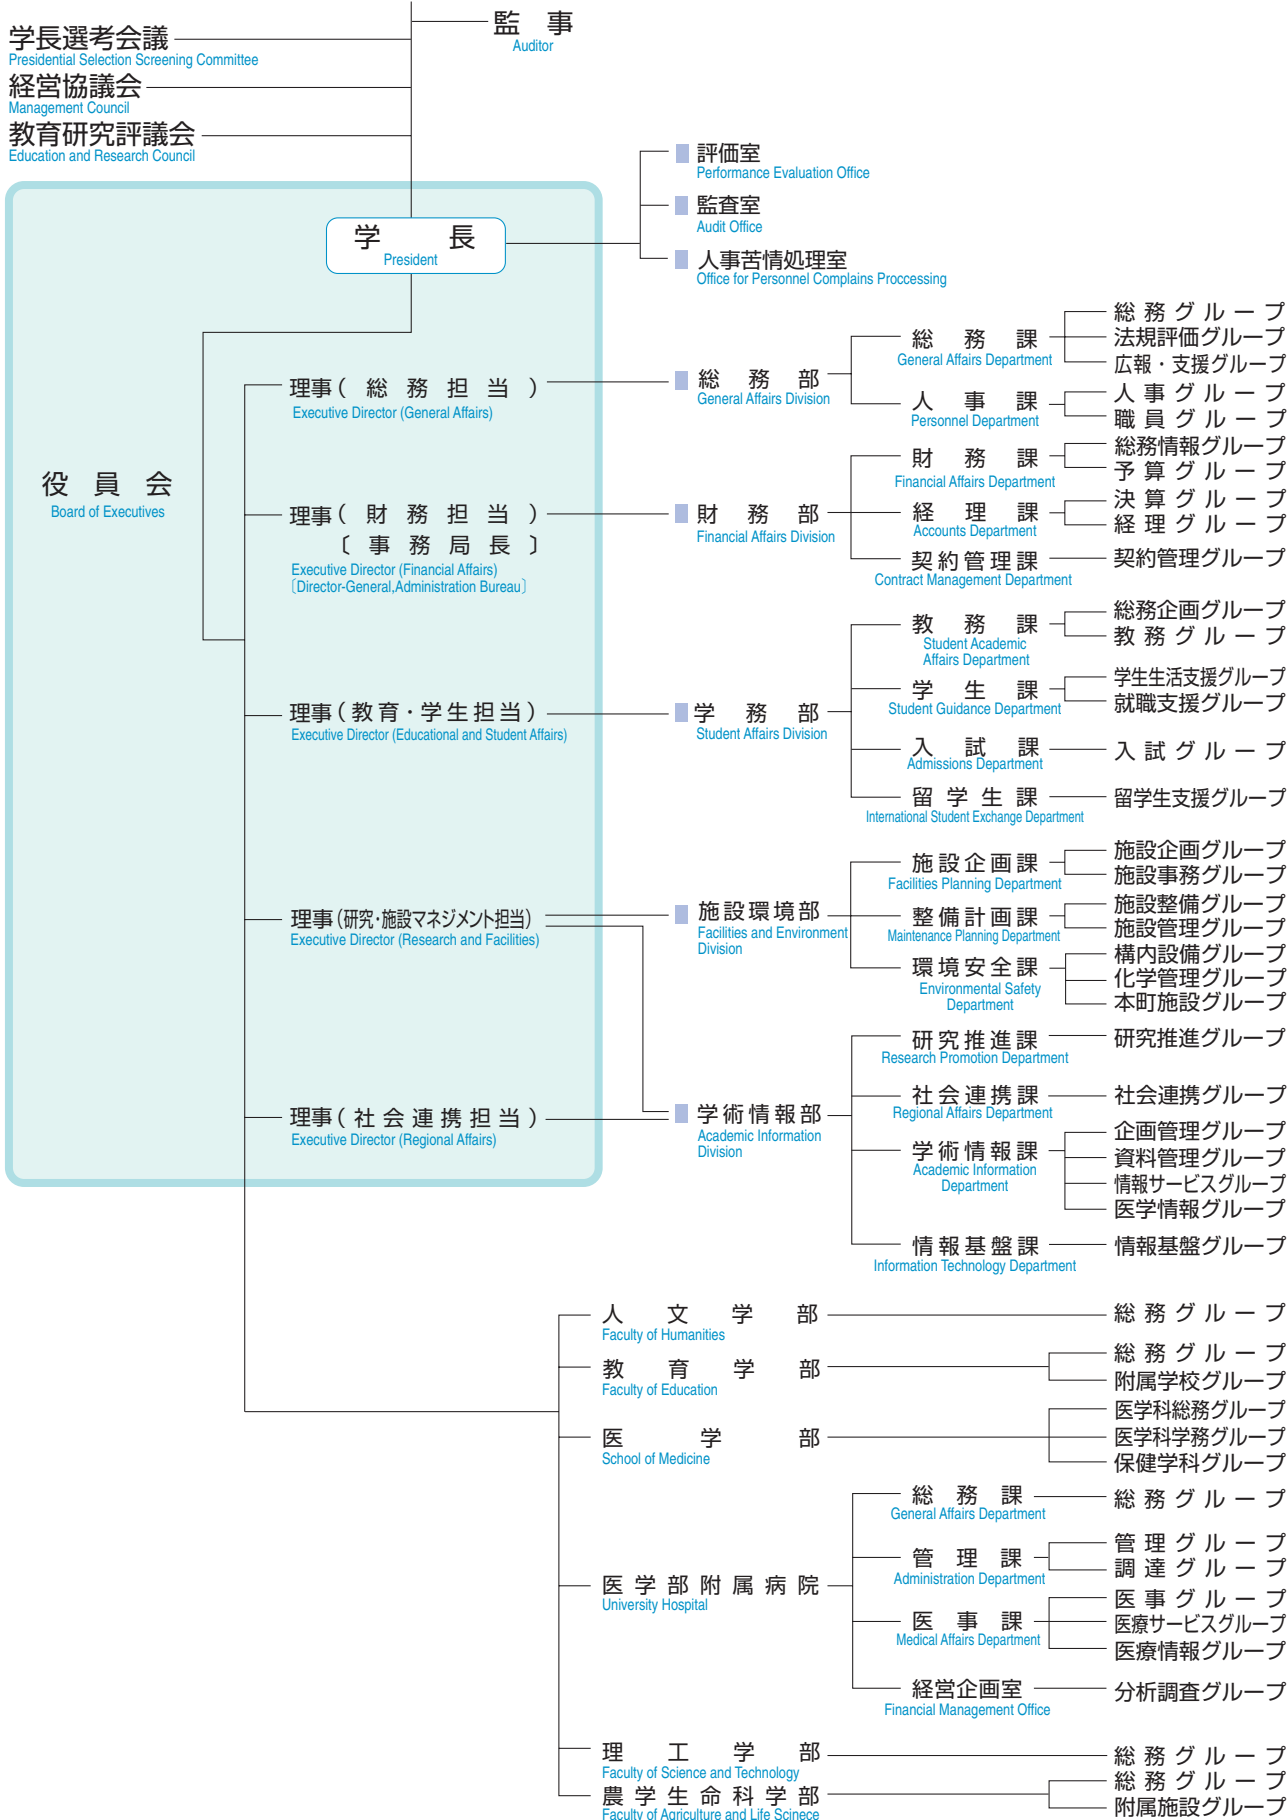 監事
Auditor
学長選考会議
Presidential Selection Screening Committee
経営協議会
Management Council
教育研究評議会
Education and Research Council
学長
President
評価室
Performance Evaluation Office
監査室
Audit Office
人事苦情処理室
Office for Personnel Complains Proccessing
役員会
Board of Executives
理事(総務担当)
Executive Director (General Affairs)
総務部
General Affairs Division
総務課
General Affairs Department
総務グループ
法規評価グループ
広報・支援グループ
人事課
Personnel Department
人事グループ
職員グループ
理事(財務担当)
〔事務局長〕
Executive Director (Financial Affairs)
〔Director-General,Administration Bureau〕
財務部
Financial Affairs Division
財務課
Financial Affairs Department
総務情報グループ
予算グループ
経理課
Accounts Department
決算グループ
経理グループ
契約管理課
Contract Management Department
契約管理グループ
理事(教育・学生担当)
Executive Director (Educational and Student Affairs)
学務部
Student Affairs Division
教務課
Student Academic
Affairs Department
総務企画グループ
教務グループ
学生課
Student Guidance Department
学生生活支援グループ
就職支援グループ
入試課
Admissions Department
入試グループ
留学生課
International Student Exchange Department
留学生支援グループ
理事(研究・施設マネジメント担当)
Executive Director (Research and Facilities)
施設環境部
Facilities and Environment
Division
施設企画課
Facilities Planning Department
施設企画グループ
施設事務グループ
整備計画課
Maintenance Planning Department
施設整備グループ
施設管理グループ
環境安全課
Environmental Safety
Department
構内設備グループ
化学管理グループ
本町施設グループ
理事(社会連携担当)
Executive Director (Regional Affairs)
学術情報部
Academic Information
Division
研究推進課
Research Promotion Department
研究推進グループ
社会連携課
Regional Affairs Department
社会連携グループ
学術情報課
Academic Information
Department
企画管理グループ
資料管理グループ
情報サービスグループ
医学情報グループ
情報基盤課
Information Technology Department
情報基盤グループ
人文学部
Faculty of Humanities
総務グループ
教育学部
Faculty of Education
総務グループ
附属学校グループ
医学部
School of Medicine
医学科総務グループ
医学科学務グループ
保健学科グループ
医学部附属病院
University Hospital
総務課
General Affairs Department
総務グループ
管理課
Administration Department
管理グループ
調達グループ
医事課
Medical Affairs Department
医事グループ
医療サービスグループ
医療情報グループ
経営企画室
Financial Management Office
分析調査グループ
理工学部
Faculty of Science and Technology
総務グループ
農学生命科学部
Faculty of Agriculture and Life Scinece
総務グループ
附属施設グループ